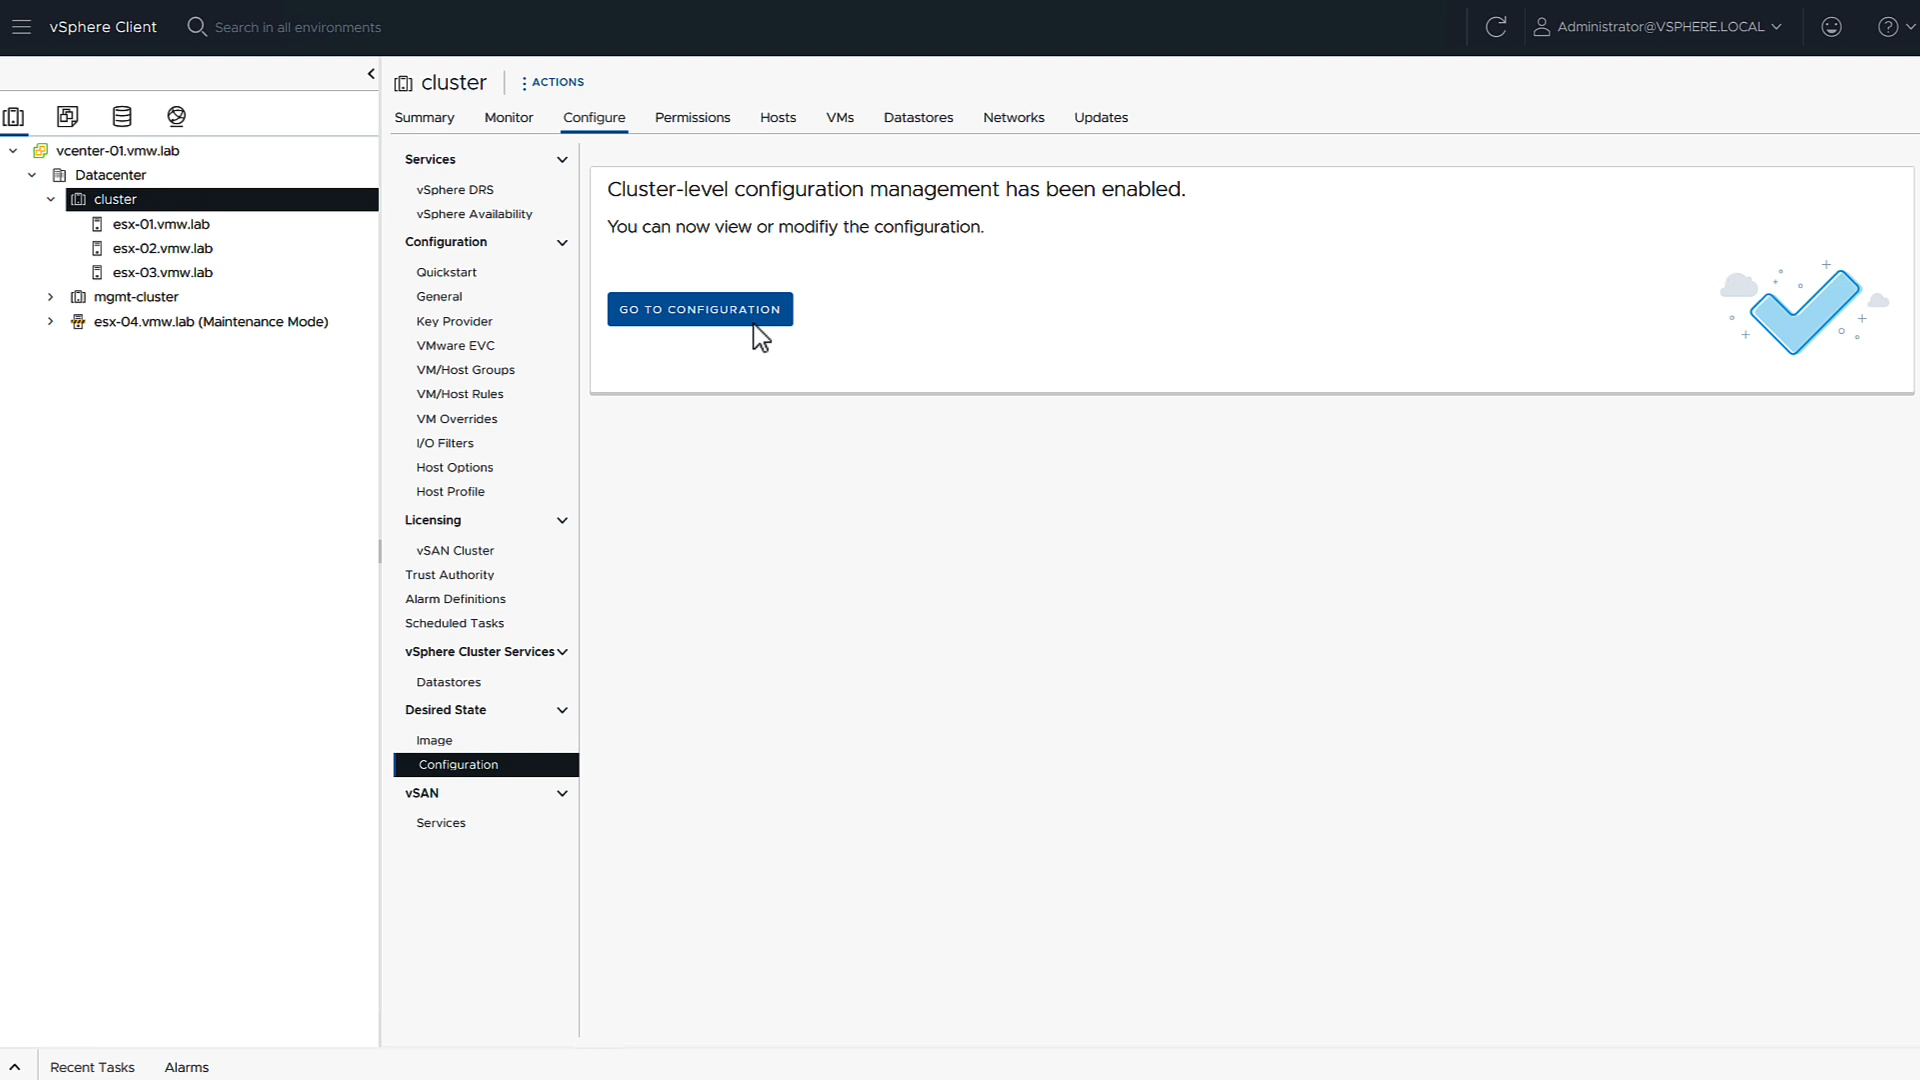 vSphere Client
Search in all environments
Administrator@VSPHERE.LOCAL
cluster
ACTIONS
Summary Monitor Configure Permissions Hosts VMs Datastores Networks Updates
vcenter-01.vmw.lab
Datacenter
cluster
esx-01.vmw.lab
esx-02.vmw.lab
esx-03.vmw.lab
mgmt-cluster
esx-04.vmw.lab (Maintenance Mode)
Services
vSphere DRS
vSphere Availability
Configuration
Quickstart
General
Key Provider
VMware EVC
VM/Host Groups
VM/Host Rules
VM Overrides
I/O Filters
Host Options
Host Profile
Licensing
vSAN Cluster
Trust Authority
Alarm Definitions
Scheduled Tasks
vSphere Cluster Services
Datastores
Desired State
Image
Configuration
vSAN
Services
Cluster-level configuration management has been enabled.
You can now view or modifiy the configuration.
GO TO CONFIGURATION
Recent Tasks Alarms